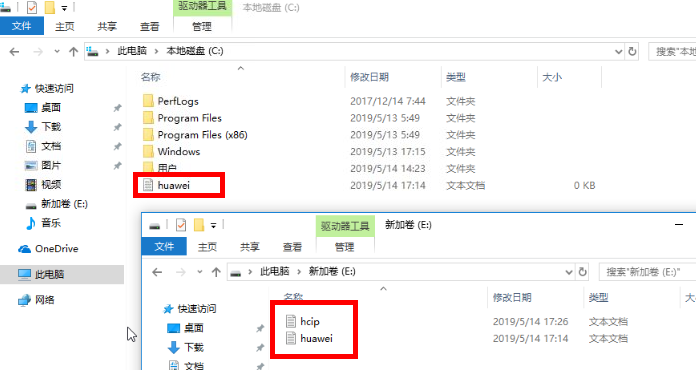 驱动器工具 本地磁盘 (C:)
文件 主页 共享 查看 管理
此电脑 › 本地磁盘 (C:) 搜索"本
名称 修改日期 类型 大小
快速访问
桌面
下载
文档
图片
视频
新加卷 (E:)
音乐
OneDrive
此电脑
网络
PerfLogs 2017/12/14 7:44 文件夹
Program Files 2019/5/13 5:49 文件夹
Program Files (x86) 2019/5/13 5:49 文件夹
Windows 2019/5/13 17:15 文件夹
用户 2019/5/14 14:23 文件夹
huawei 2019/5/14 17:14 文本文档 0 KB
驱动器工具 新加卷 (E:)
文件 主页 共享 查看 管理
此电脑 › 新加卷 (E:) 搜索"新加卷 (E:)"
名称 修改日期 类型
快速访问
桌面
下载
文档
hcip 2019/5/14 17:26 文本文档
huawei 2019/5/14 17:14 文本文档